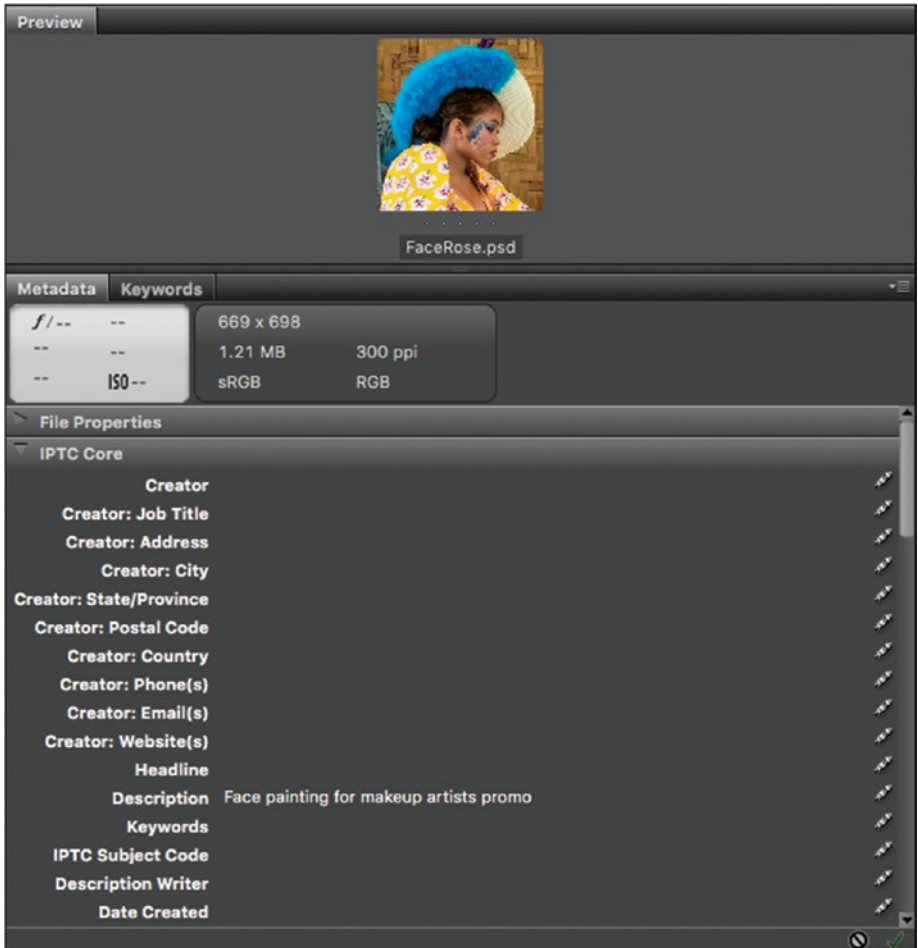 Preview
FaceRose.psd
Metadata Keywords
f/-- --
-- --
-- ISO--
669 x 698
1.21 MB 300 ppi
sRGB RGB
File Properties
IPTC Core
Creator
Creator: Job Title
Creator: Address
Creator: City
Creator: State/Province
Creator: Postal Code
Creator: Country
Creator: Phone(s)
Creator: Email(s)
Creator: Website(s)
Headline
Description Face painting for makeup artists promo
Keywords
IPTC Subject Code
Description Writer
Date Created